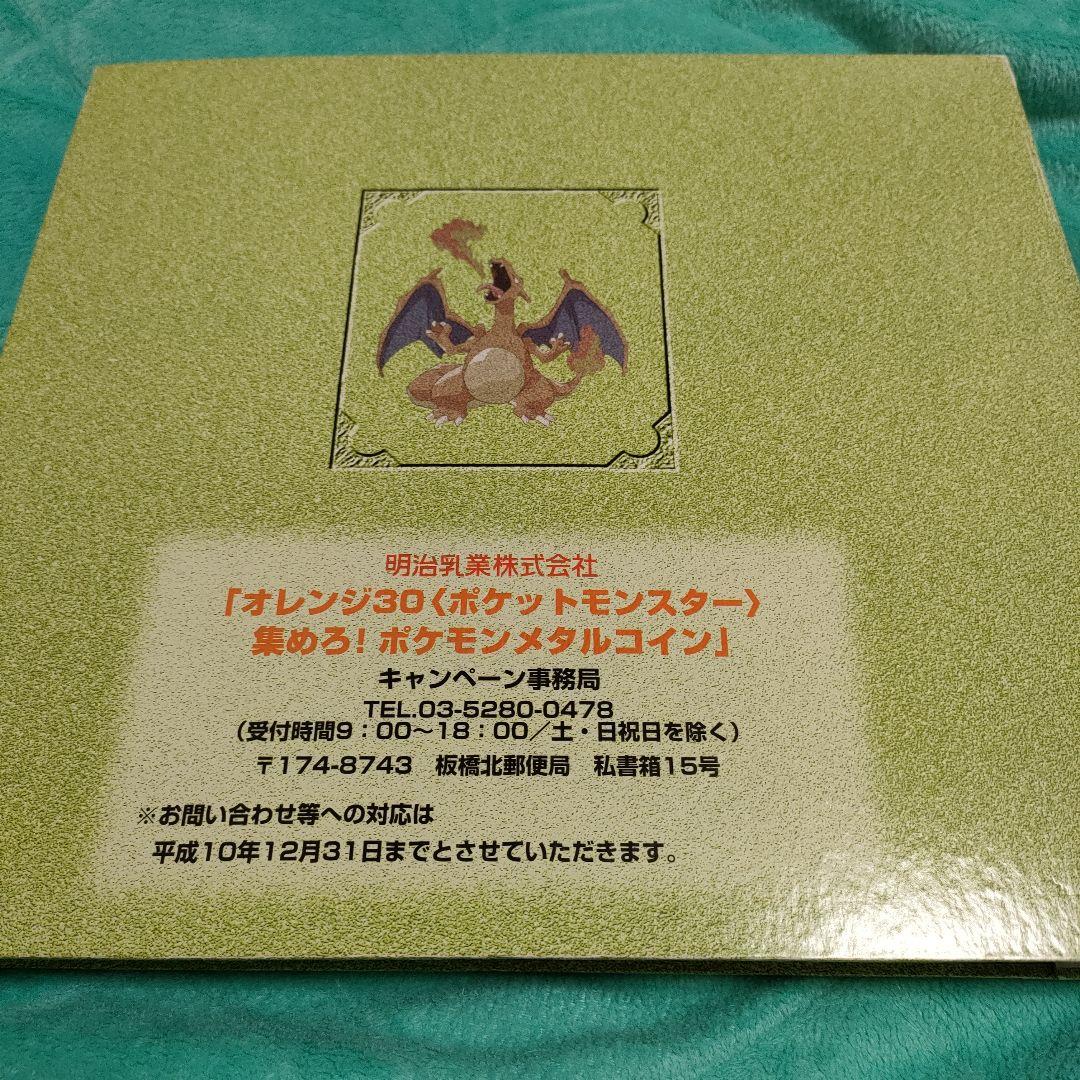 明治乳業株式会社
「オレンジ30〈ポケットモンスター〉
集めろ！ポケモンメタルコイン」
キャンペーン事務局
TEL.03-5280-0478
（受付時間9：00〜18：00／土・日祝日を除く）
〒174-8743　板橋北郵便局　私書箱15号
※お問い合わせ等への対応は
平成10年12月31日までとさせていただきます。